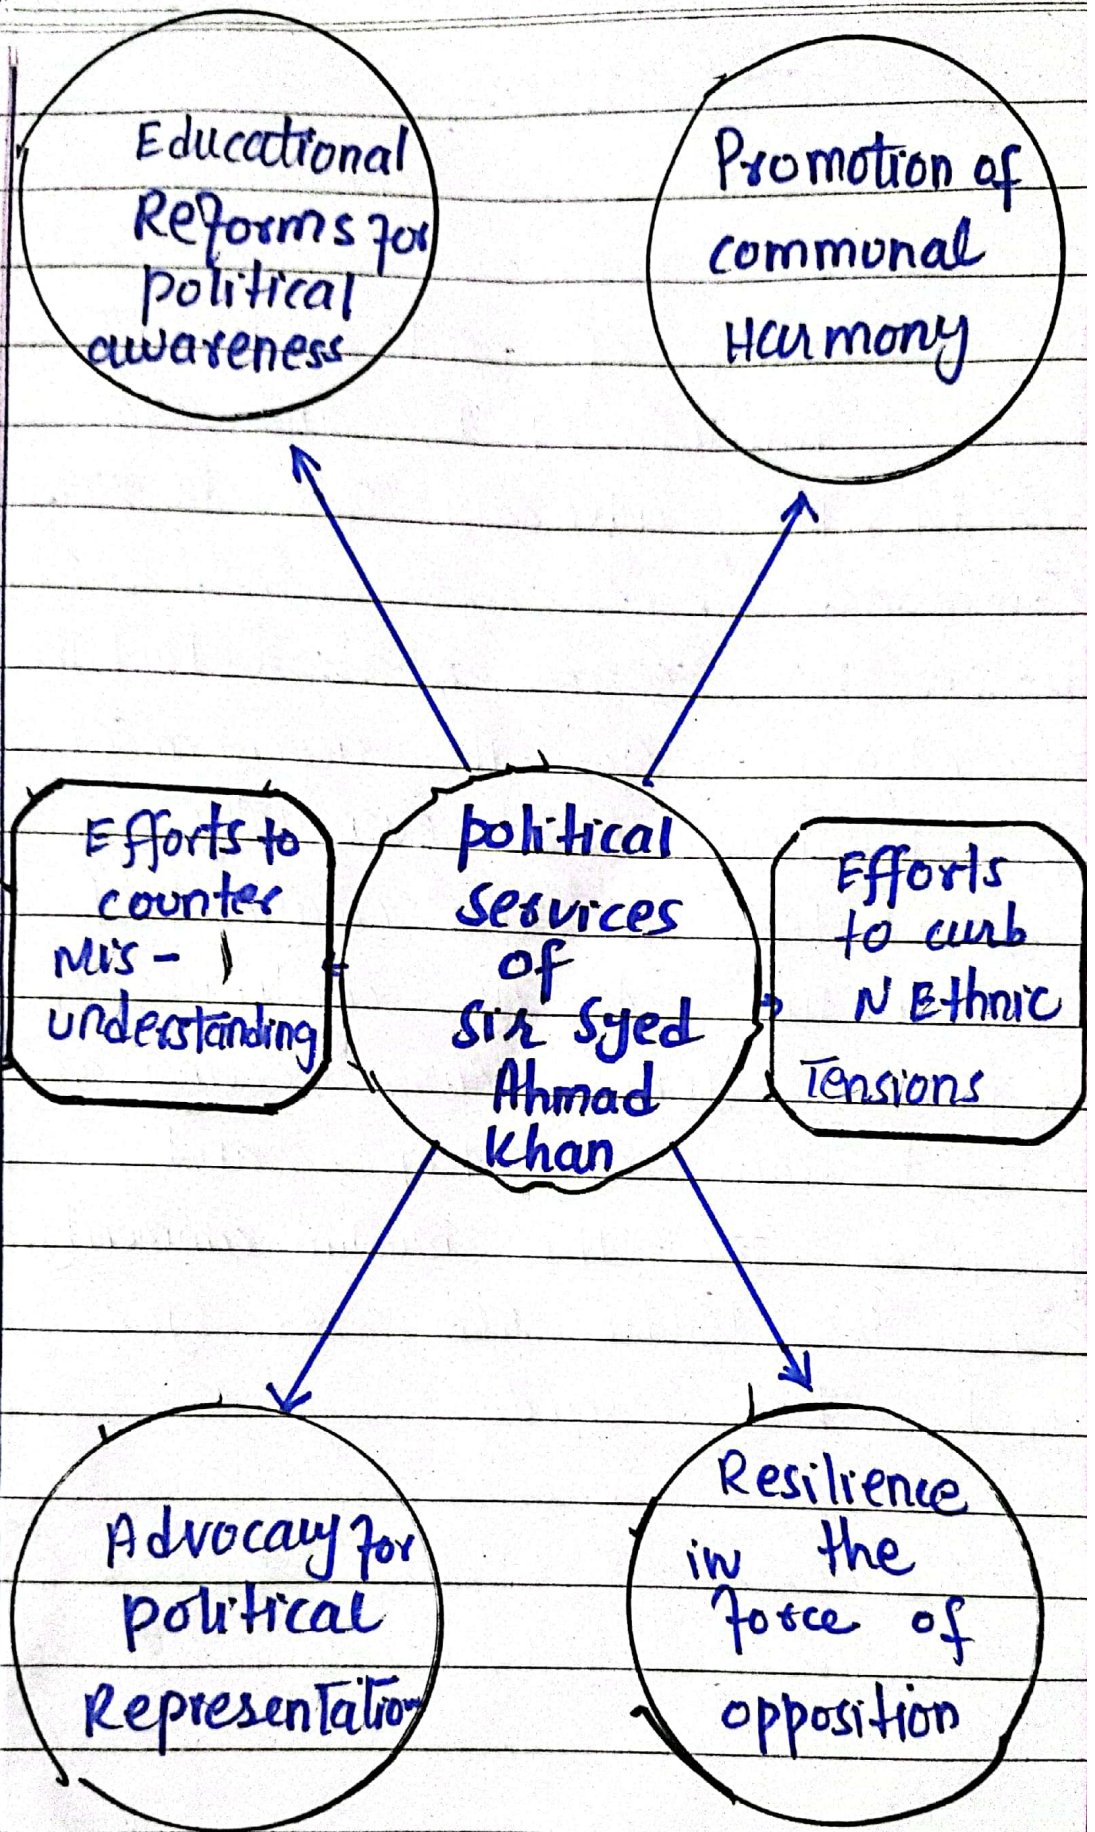 Educational
Reforms for
political
awareness
Promotion of
communal
Harmony
Efforts to
counter
Mis-
understanding
political
services
of
Sir Syed
Ahmad
Khan
Efforts
to curb
N Ethnic
Tensions
Advocacy for
political
Representation
Resilience
in the
force of
opposition